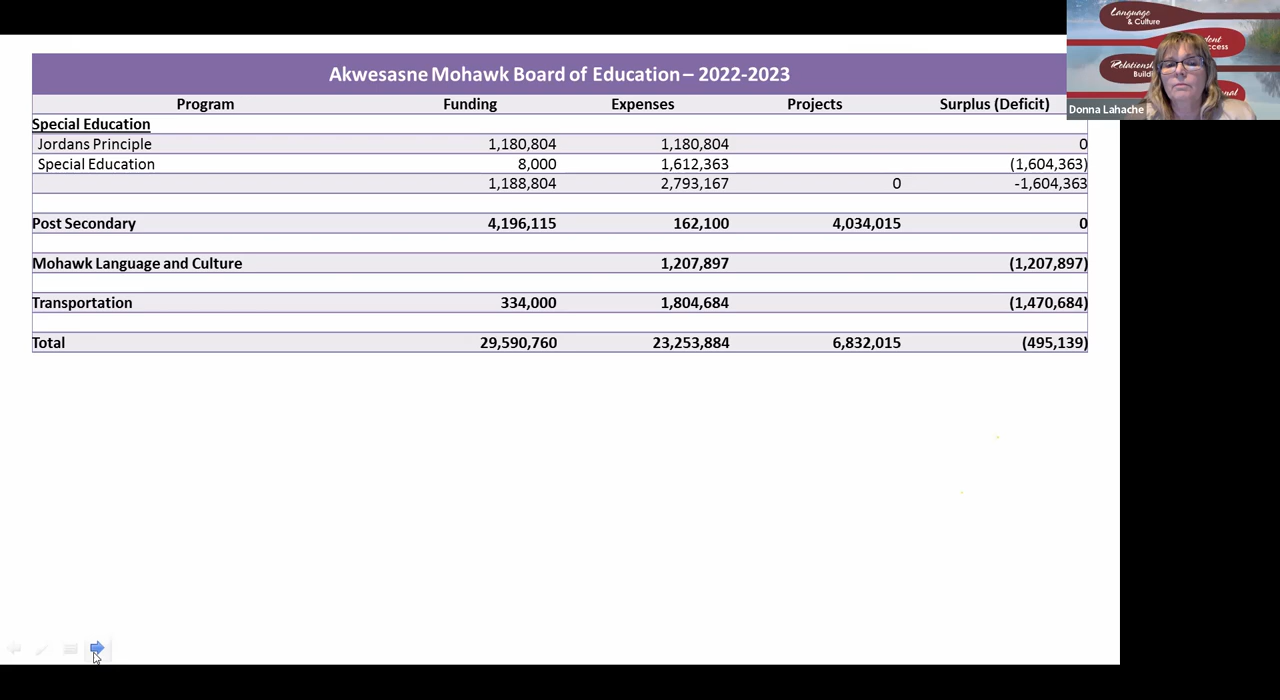 Akwesasne Mohawk Board of Education – 2022-2023
Program Funding Expenses Projects Surplus (Deficit)
Special Education
Jordans Principle 1,180,804 1,180,804 0
Special Education 8,000 1,612,363 (1,604,363)
1,188,804 2,793,167 0 -1,604,363
Post Secondary 4,196,115 162,100 4,034,015 0
Mohawk Language and Culture 1,207,897 (1,207,897)
Transportation 334,000 1,804,684 (1,470,684)
Total 29,590,760 23,253,884 6,832,015 (495,139)
Language
& Culture
Donna Lahache